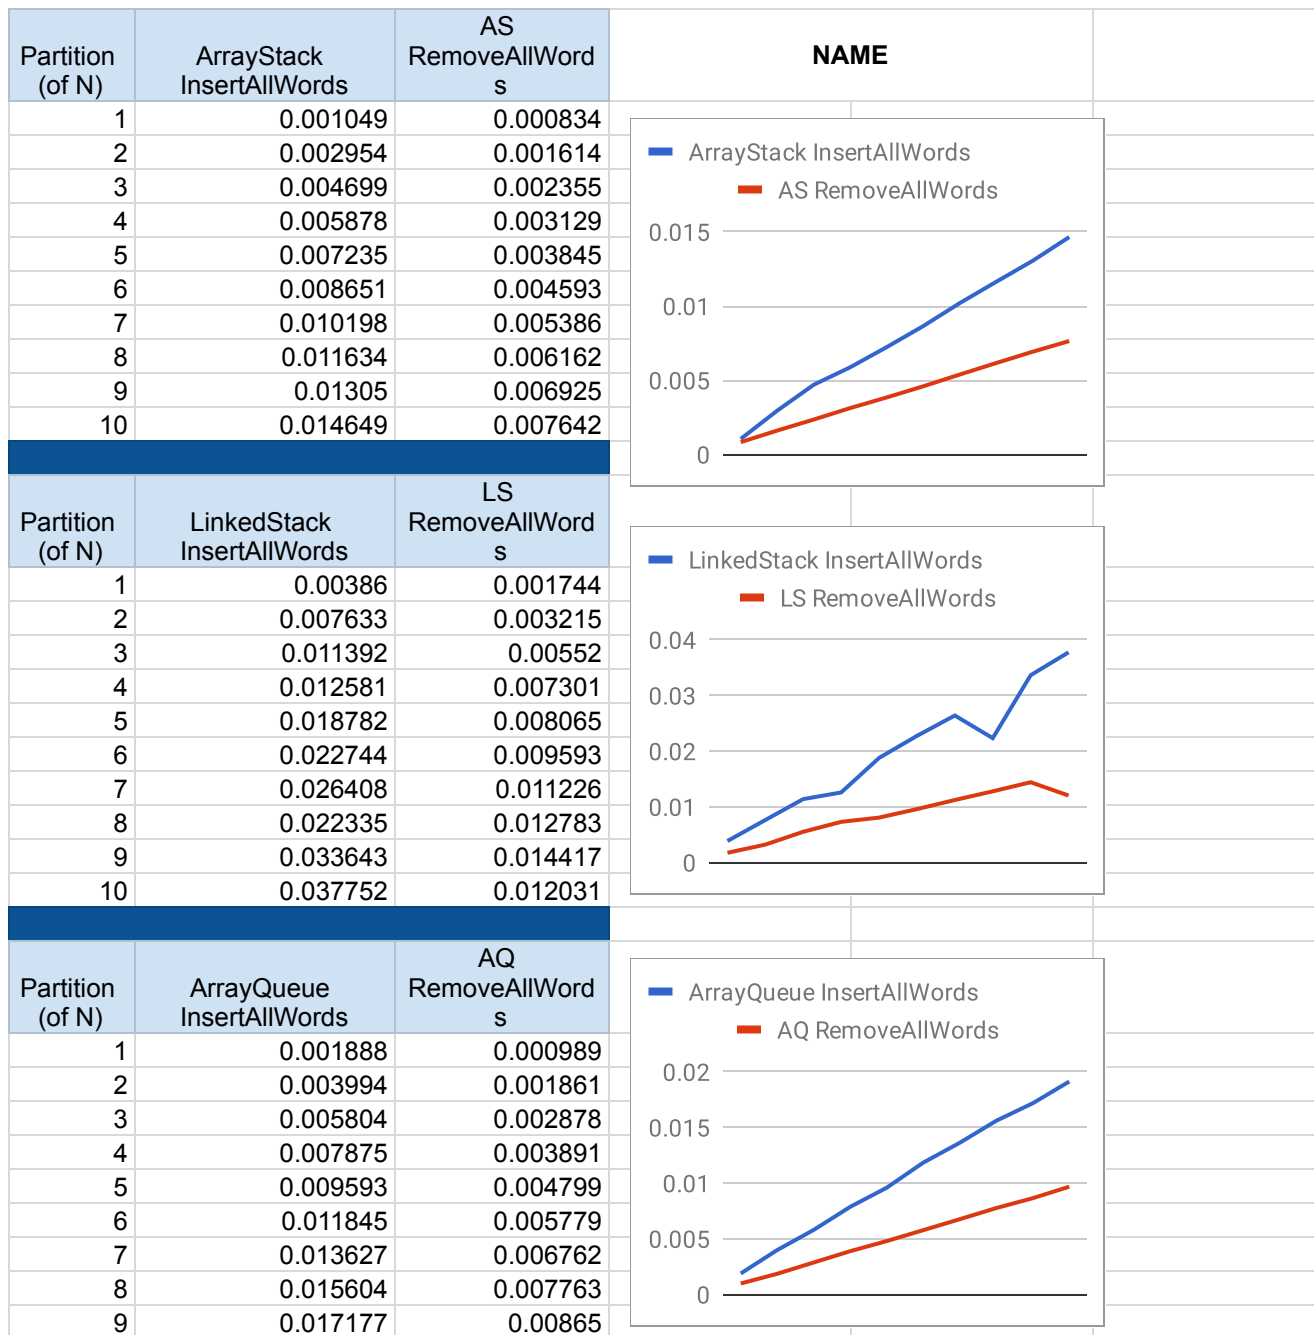 Partition (of N) ArrayStack InsertAllWords AS RemoveAllWords NAME
1 0.001049 0.000834
2 0.002954 0.001614
3 0.004699 0.002355
4 0.005878 0.003129
5 0.007235 0.003845
6 0.008651 0.004593
7 0.010198 0.005386
8 0.011634 0.006162
9 0.01305 0.006925
10 0.014649 0.007642
ArrayStack InsertAllWords
AS RemoveAllWords
0.015
0.01
0.005
0
Partition (of N) LinkedStack InsertAllWords LS RemoveAllWords
1 0.00386 0.001744
2 0.007633 0.003215
3 0.011392 0.00552
4 0.012581 0.007301
5 0.018782 0.008065
6 0.022744 0.009593
7 0.026408 0.011226
8 0.022335 0.012783
9 0.033643 0.014417
10 0.037752 0.012031
LinkedStack InsertAllWords
LS RemoveAllWords
0.04
0.03
0.02
0.01
0
Partition (of N) ArrayQueue InsertAllWords AQ RemoveAllWords
1 0.001888 0.000989
2 0.003994 0.001861
3 0.005804 0.002878
4 0.007875 0.003891
5 0.009593 0.004799
6 0.011845 0.005779
7 0.013627 0.006762
8 0.015604 0.007763
9 0.017177 0.00865
ArrayQueue InsertAllWords
AQ RemoveAllWords
0.02
0.015
0.01
0.005
0